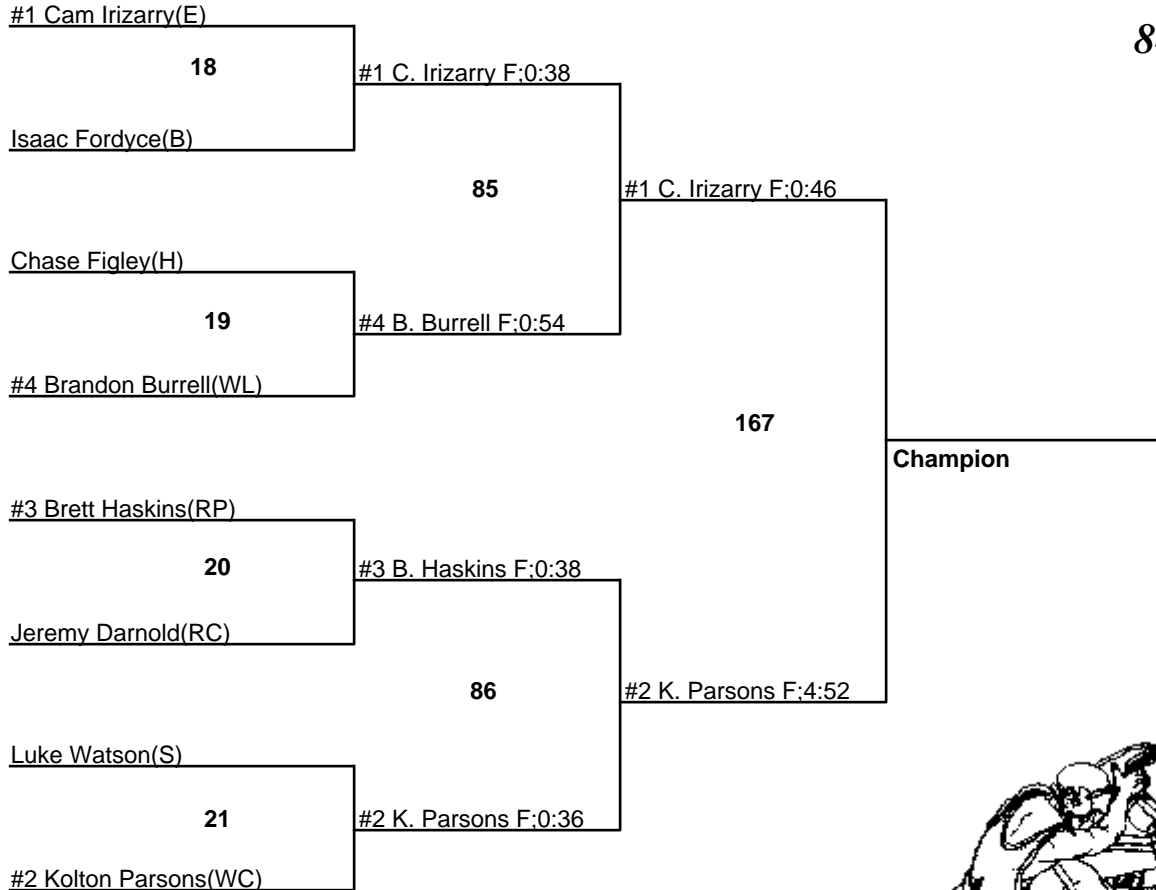 #1 Cam Irizarry(E)
8
18
#1 C. Irizarry F;0:38
Isaac Fordyce(B)
85
#1 C. Irizarry F;0:46
Chase Figley(H)
19
#4 B. Burrell F;0:54
#4 Brandon Burrell(WL)
167
Champion
#3 Brett Haskins(RP)
20
#3 B. Haskins F;0:38
Jeremy Darnold(RC)
86
#2 K. Parsons F;4:52
Luke Watson(S)
21
#2 K. Parsons F;0:36
#2 Kolton Parsons(WC)